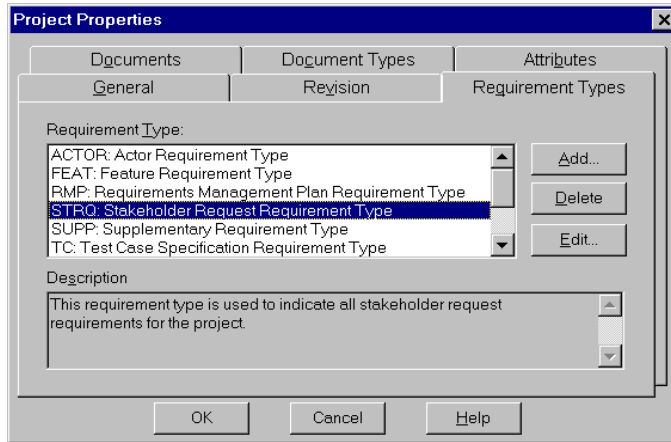 Project Properties
Documents
Document Types
Attributes
General
Revision
Requirement Types
Requirement Type:
ACTOR: Actor Requirement Type
FEAT: Feature Requirement Type
RMP: Requirements Management Plan Requirement Type
STRQ: Stakeholder Request Requirement Type
SUPP: Supplementary Requirement Type
TC: Test Case Specification Requirement Type
Add...
Delete
Edit...
Description
This requirement type is used to indicate all stakeholder request
requirements for the project.
OK
Cancel
Help